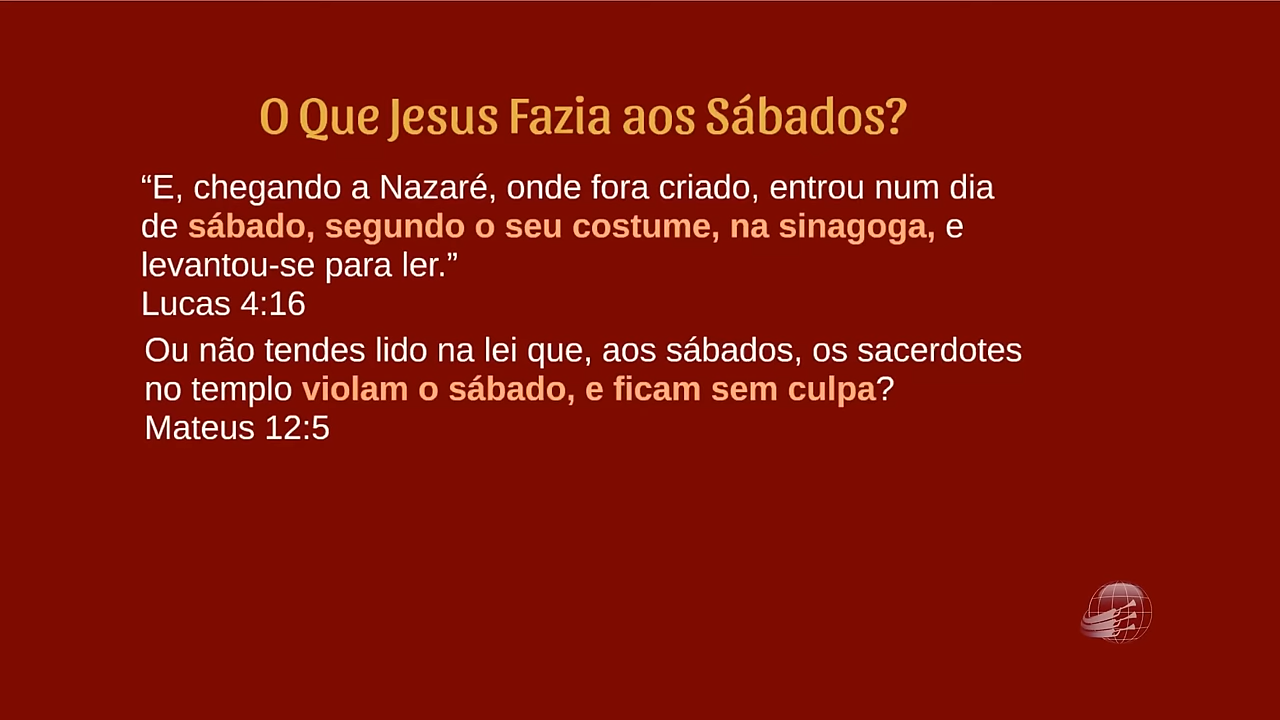 O Que Jesus Fazia aos Sábados?
“E, chegando a Nazaré, onde fora criado, entrou num dia
de sábado, segundo o seu costume, na sinagoga, e
levantou-se para ler.”
Lucas 4:16
Ou não tendes lido na lei que, aos sábados, os sacerdotes
no templo violam o sábado, e ficam sem culpa?
Mateus 12:5